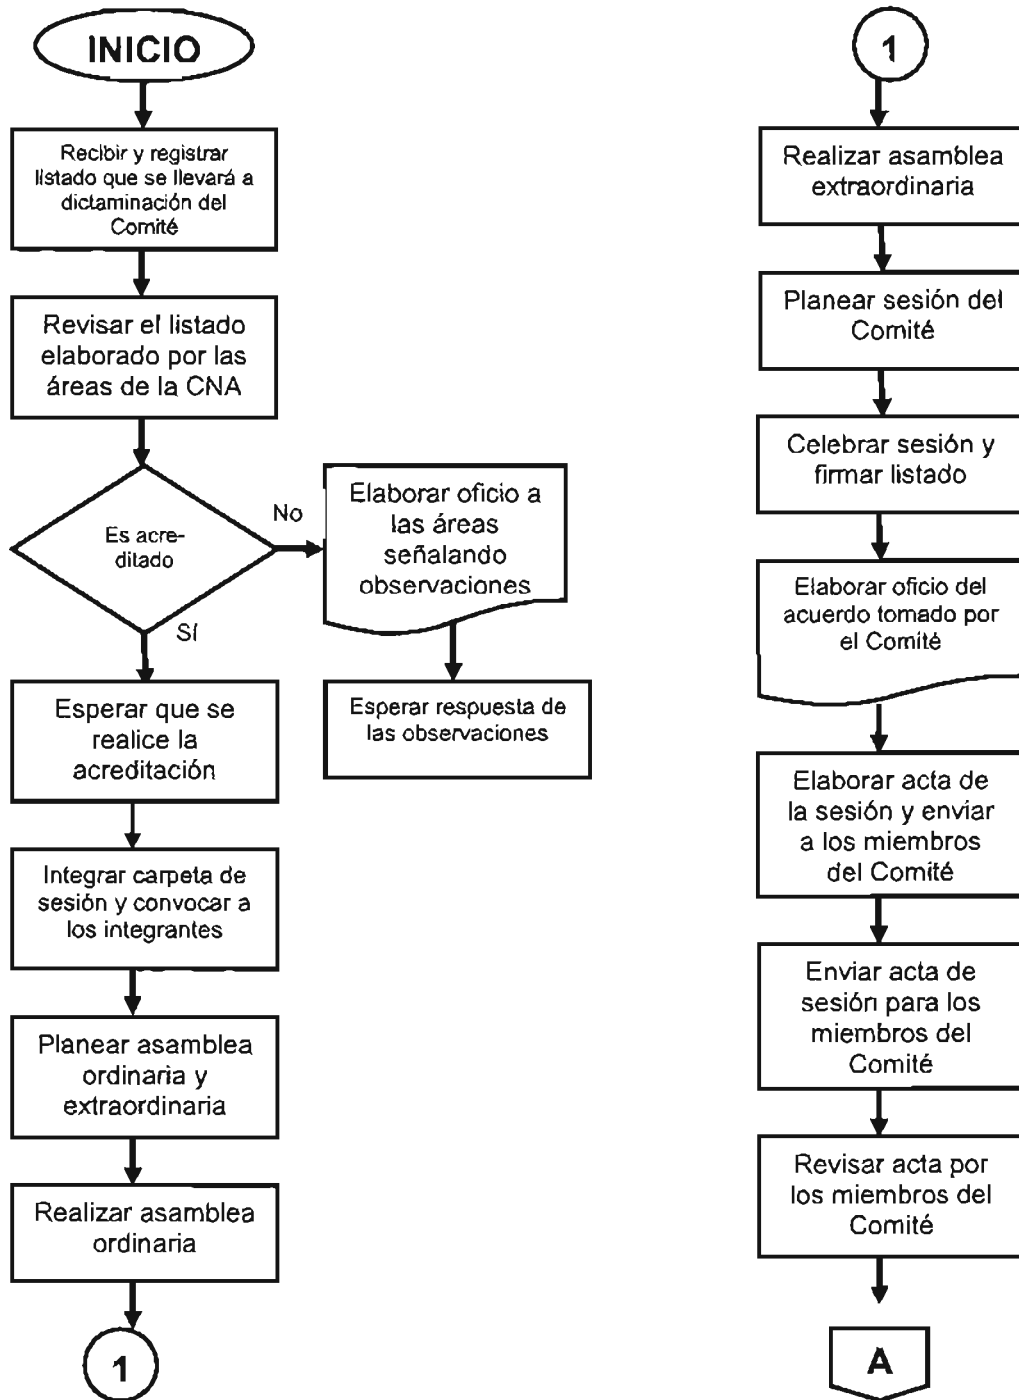 INICIO
Recibir y registrar
listado que se llevará a
dictaminación del
Comité
Revisar el listado
elaborado por las
áreas de la CNA
Es acre-
ditado
No
Sí
Elaborar oficio a
las áreas
señalando
observaciones
Esperar respuesta de
las observaciones
Esperar que se
realice la
acreditación
Integrar carpeta de
sesión y convocar a
los integrantes
Planear asamblea
ordinaria y
extraordinaria
Realizar asamblea
ordinaria
1
1
Realizar asamblea
extraordinaria
Planear sesión del
Comité
Celebrar sesión y
firmar listado
Elaborar oficio del
acuerdo tomado por
el Comité
Elaborar acta de
la sesión y enviar
a los miembros
del Comité
Enviar acta de
sesión para los
miembros del
Comité
Revisar acta por
los miembros del
Comité
A